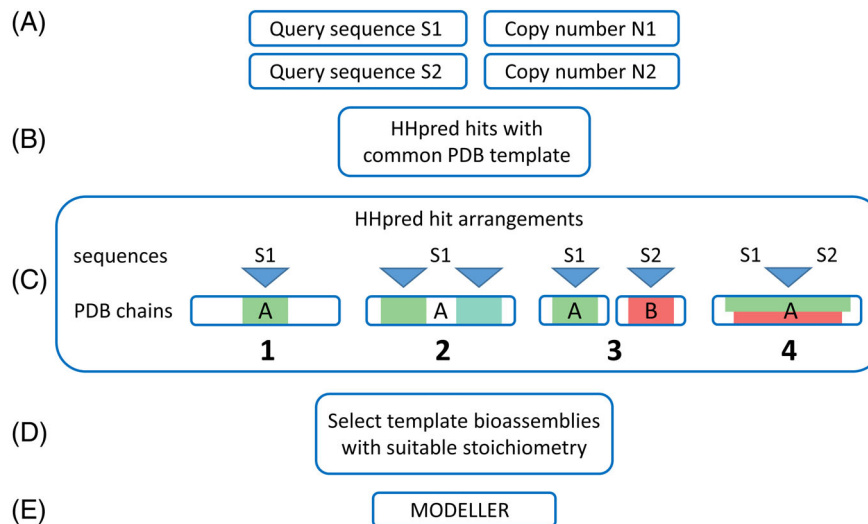 (A)
Query sequence S1
Copy number N1
Query sequence S2
Copy number N2
(B)
HHpred hits with
common PDB template
(C)
HHpred hit arrangements
sequences
S1
S1
S1
S2
S1
S2
PDB chains
A
A
A
B
A
1
2
3
4
(D)
Select template bioassemblies
with suitable stoichiometry
(E)
MODELLER